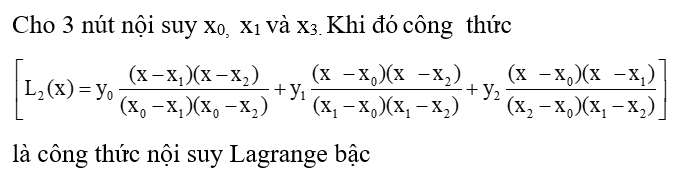 Cho 3 nút nội suy x₀, x₁ và x₃. Khi đó công thức
[L₂(x) = y₀ (x−x₁)(x−x₂)/(x₀−x₁)(x₀−x₂) + y₁ (x −x₀)(x −x₂)/(x₁−x₀)(x₁−x₂) + y₂ (x −x₀)(x −x₁)/(x₂−x₀)(x₁−x₂)]
là công thức nội suy Lagrange bậc